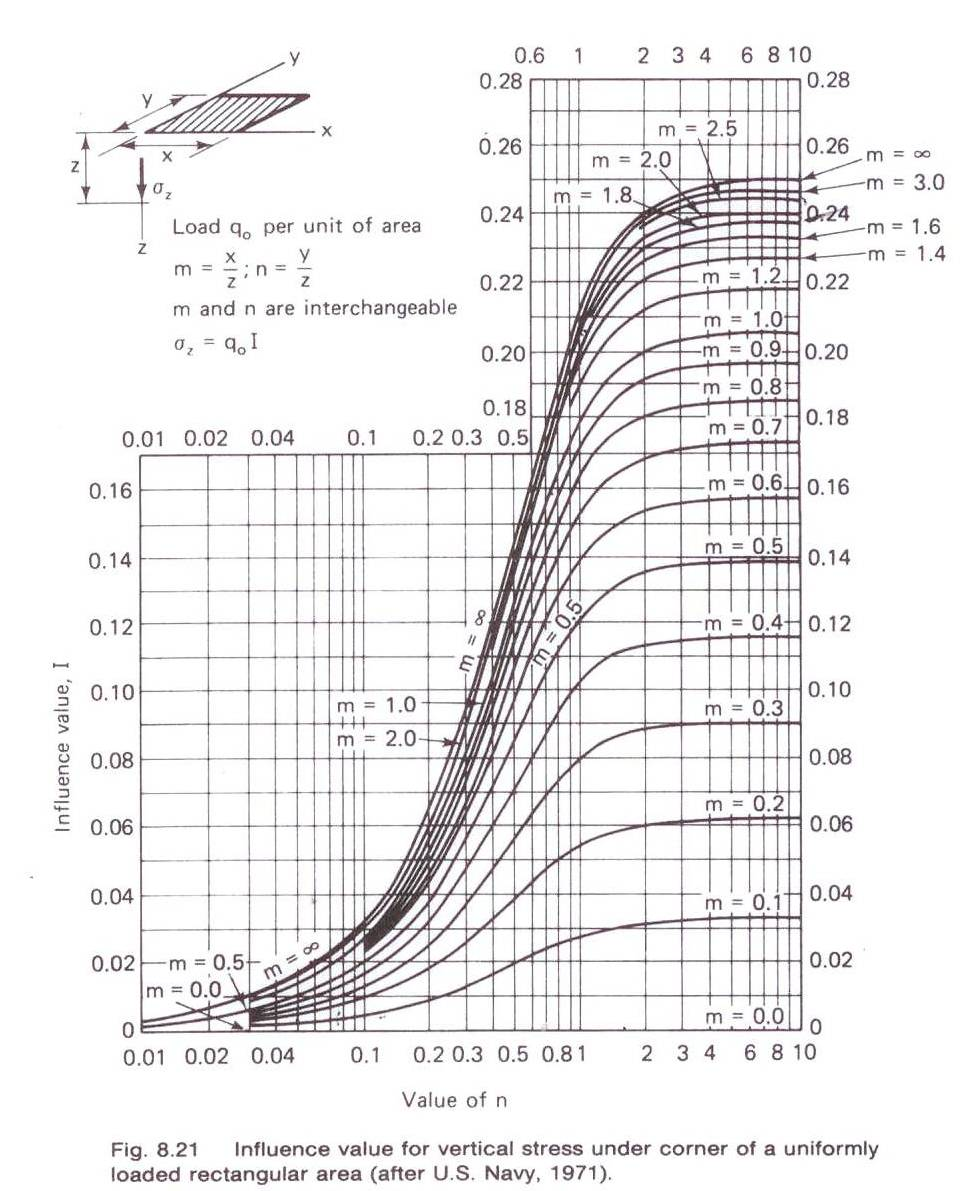 0.6 1 2 3 4 6 8 10
0.28 0.28
y
y
m = 2.5
0.26 0.26
x
m = 2.0
m = ∞
z
x
m = 3.0
σz
m = 1.8
0.24 0.24
Load qo per unit of area
m = 1.6
z
m = 1.4
m = x/z ; n = y/z
m = 1.2
0.22 0.22
m and n are interchangeable
m = 1.0
σz = qo I
m = 0.9
0.20 0.20
m = 0.8
0.18 0.18
m = 0.7
0.01 0.02 0.04 0.1 0.2 0.3 0.5
0.16 m = 0.6 0.16
m = 0.5
0.14 0.14
m = ∞
m = 0.5
0.12 m = 0.4 0.12
0.10 0.10
m = 1.0
m = 0.3
m = 2.0
0.08 0.08
Influence value, I
m = 0.2
0.06 0.06
0.04 0.04
m = 0.1
0.02 m = 0.5 m = ∞ 0.02
m = 0.0
m = 0.0
0 0
0.01 0.02 0.04 0.1 0.2 0.3 0.5 0.8 1 2 3 4 6 8 10
Value of n
Fig. 8.21 Influence value for vertical stress under corner of a uniformly
loaded rectangular area (after U.S. Navy, 1971).